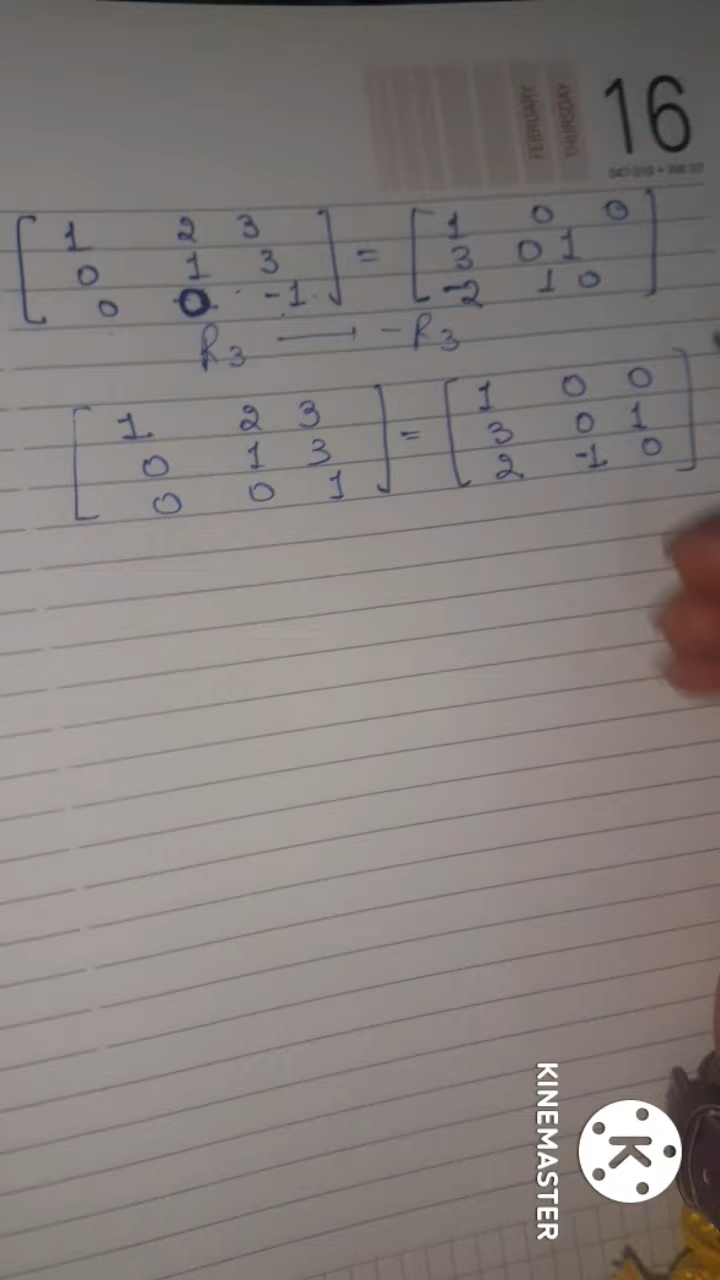 16
FEBRUARY
THURSDAY
1 2 3 = 1 0 0
0 1 3 3 0 1
0 0 -1 -2 1 0
R3 — -R3
1 2 3 = 1 0 0
0 1 3 3 0 1
0 0 1 2 -1 0
KINEMASTER